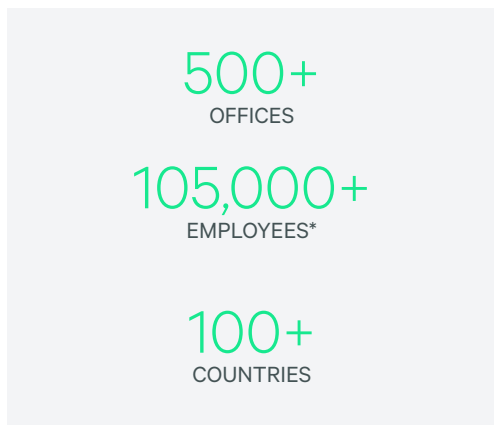 500+
OFFICES
105,000+
EMPLOYEES*
100+
COUNTRIES